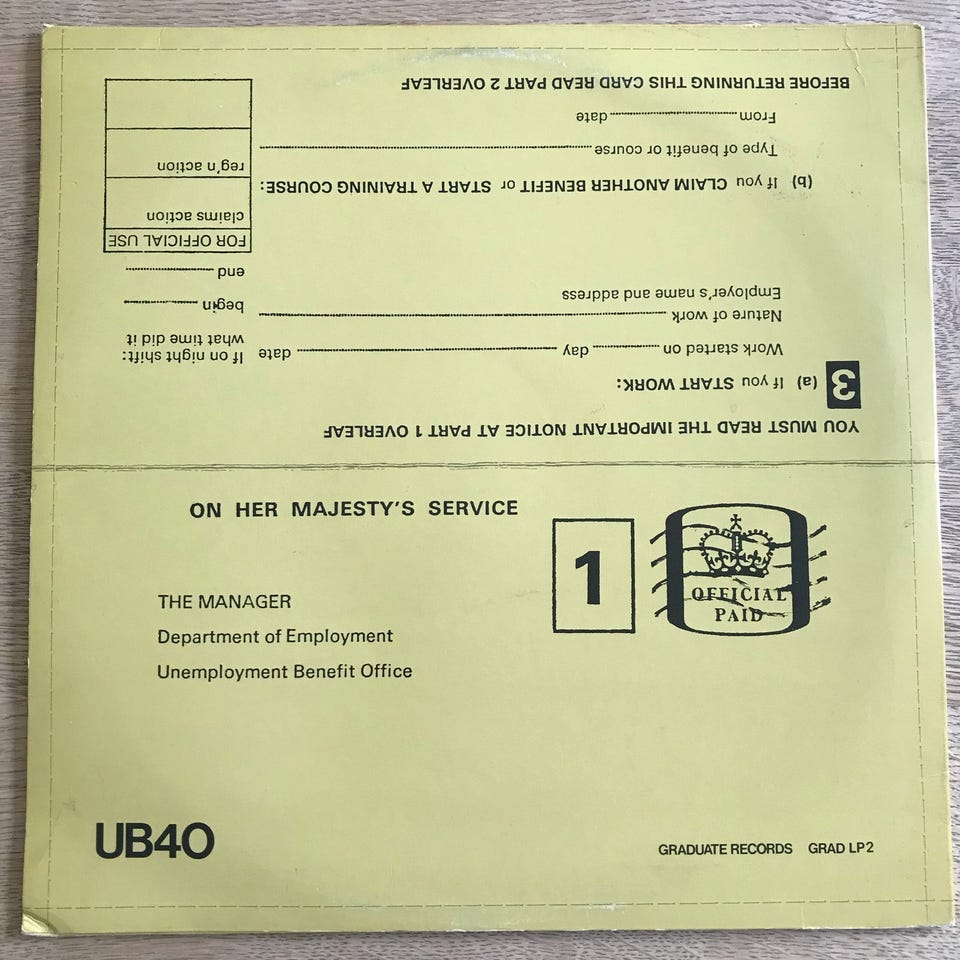 YOU MUST READ THE IMPORTANT NOTICE AT PART 1 OVERLEAF
3 (a) If you START WORK:
Work started on ................ day ................ date ................
Nature of work ................
Employer's name and address
If on night shift:
what time did it
begin ................
end ................
(b) If you CLAIM ANOTHER BENEFIT or START A TRAINING COURSE:
Type of benefit or course ................
From ................ date
BEFORE RETURNING THIS CARD READ PART 2 OVERLEAF
FOR OFFICIAL USE
claims action
reg'n action
ON HER MAJESTY'S SERVICE
1
OFFICIAL
PAID
THE MANAGER
Department of Employment
Unemployment Benefit Office
UB40
GRADUATE RECORDS GRAD LP2